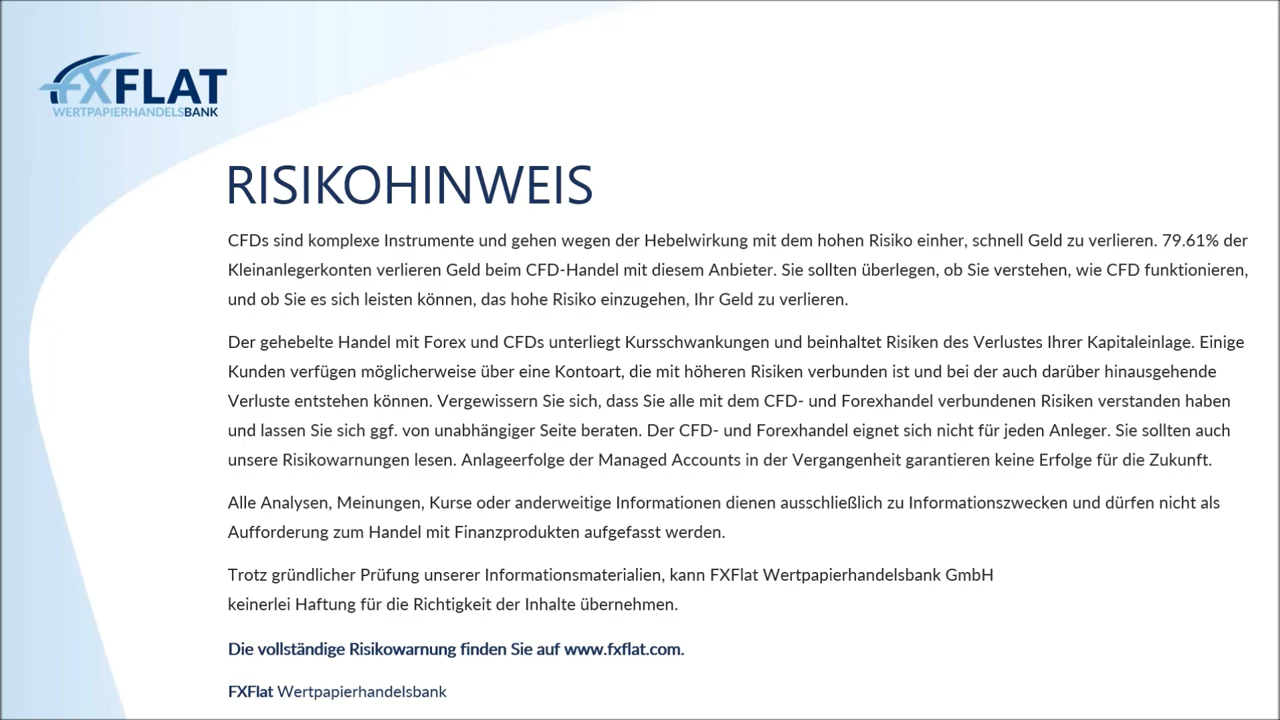 FXFLAT
WERTPAPIERHANDELSBANK
RISIKOHINWEIS
CFDs sind komplexe Instrumente und gehen wegen der Hebelwirkung mit dem hohen Risiko einher, schnell Geld zu verlieren. 79.61% der
Kleinanlegerkonten verlieren Geld beim CFD-Handel mit diesem Anbieter. Sie sollten überlegen, ob Sie verstehen, wie CFD funktionieren,
und ob Sie es sich leisten können, das hohe Risiko einzugehen, Ihr Geld zu verlieren.
Der gehebelte Handel mit Forex und CFDs unterliegt Kursschwankungen und beinhaltet Risiken des Verlustes Ihrer Kapitaleinlage. Einige
Kunden verfügen möglicherweise über eine Kontoart, die mit höheren Risiken verbunden ist und bei der auch darüber hinausgehende
Verluste entstehen können. Vergewissern Sie sich, dass Sie alle mit dem CFD- und Forexhandel verbundenen Risiken verstanden haben
und lassen Sie sich ggf. von unabhängiger Seite beraten. Der CFD- und Forexhandel eignet sich nicht für jeden Anleger. Sie sollten auch
unsere Risikowarnungen lesen. Anlageerfolge der Managed Accounts in der Vergangenheit garantieren keine Erfolge für die Zukunft.
Alle Analysen, Meinungen, Kurse oder anderweitige Informationen dienen ausschließlich zu Informationszwecken und dürfen nicht als
Aufforderung zum Handel mit Finanzprodukten aufgefasst werden.
Trotz gründlicher Prüfung unserer Informationsmaterialien, kann FXFlat Wertpapierhandelsbank GmbH
keinerlei Haftung für die Richtigkeit der Inhalte übernehmen.
Die vollständige Risikowarnung finden Sie auf www.fxflat.com.
FXFlat Wertpapierhandelsbank